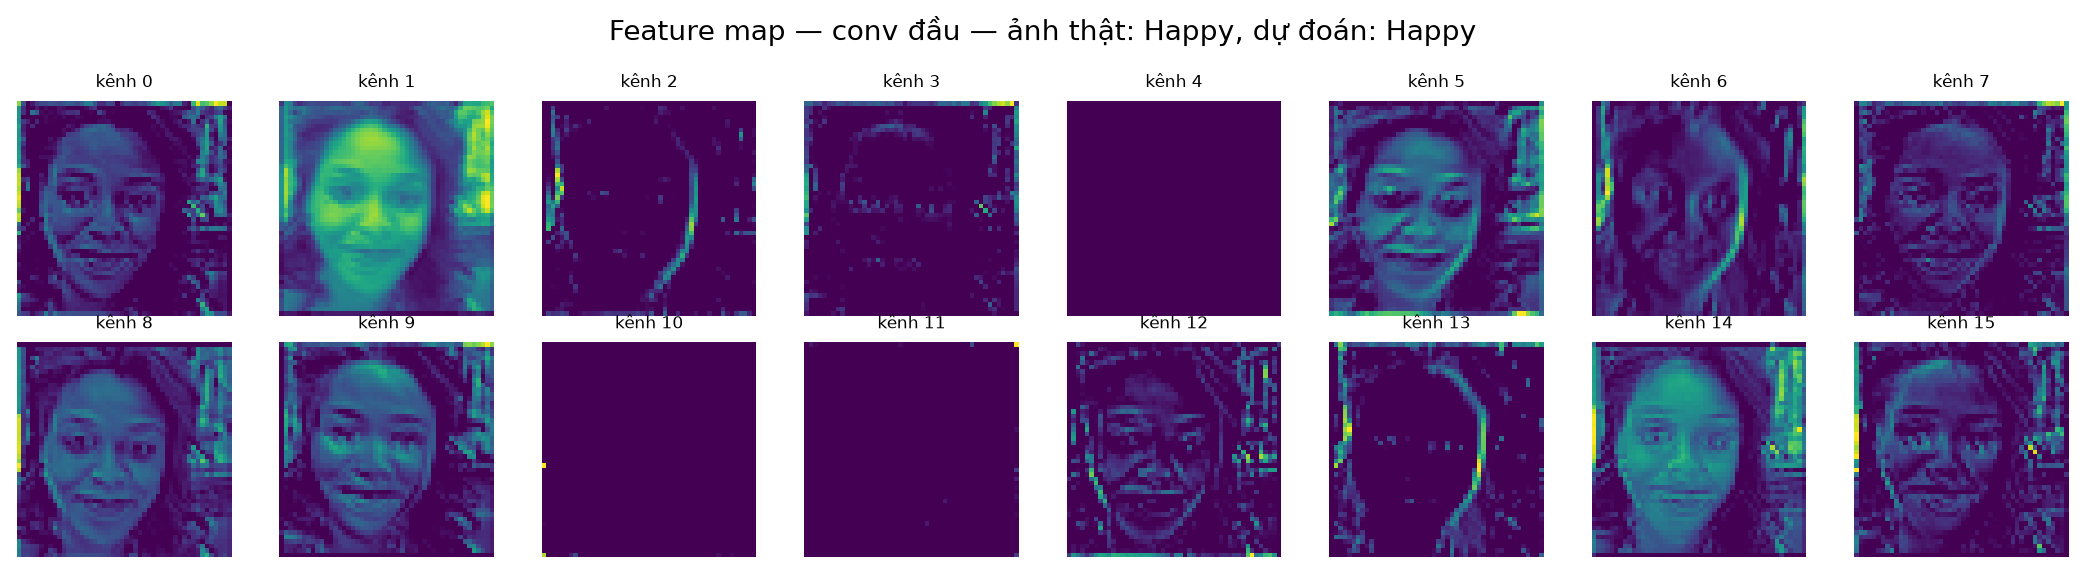 Feature map — conv đầu — ảnh thật: Happy, dự đoán: Happy
kênh 0 kênh 1 kênh 2 kênh 3 kênh 4 kênh 5 kênh 6 kênh 7
kênh 8 kênh 9 kênh 10 kênh 11 kênh 12 kênh 13 kênh 14 kênh 15